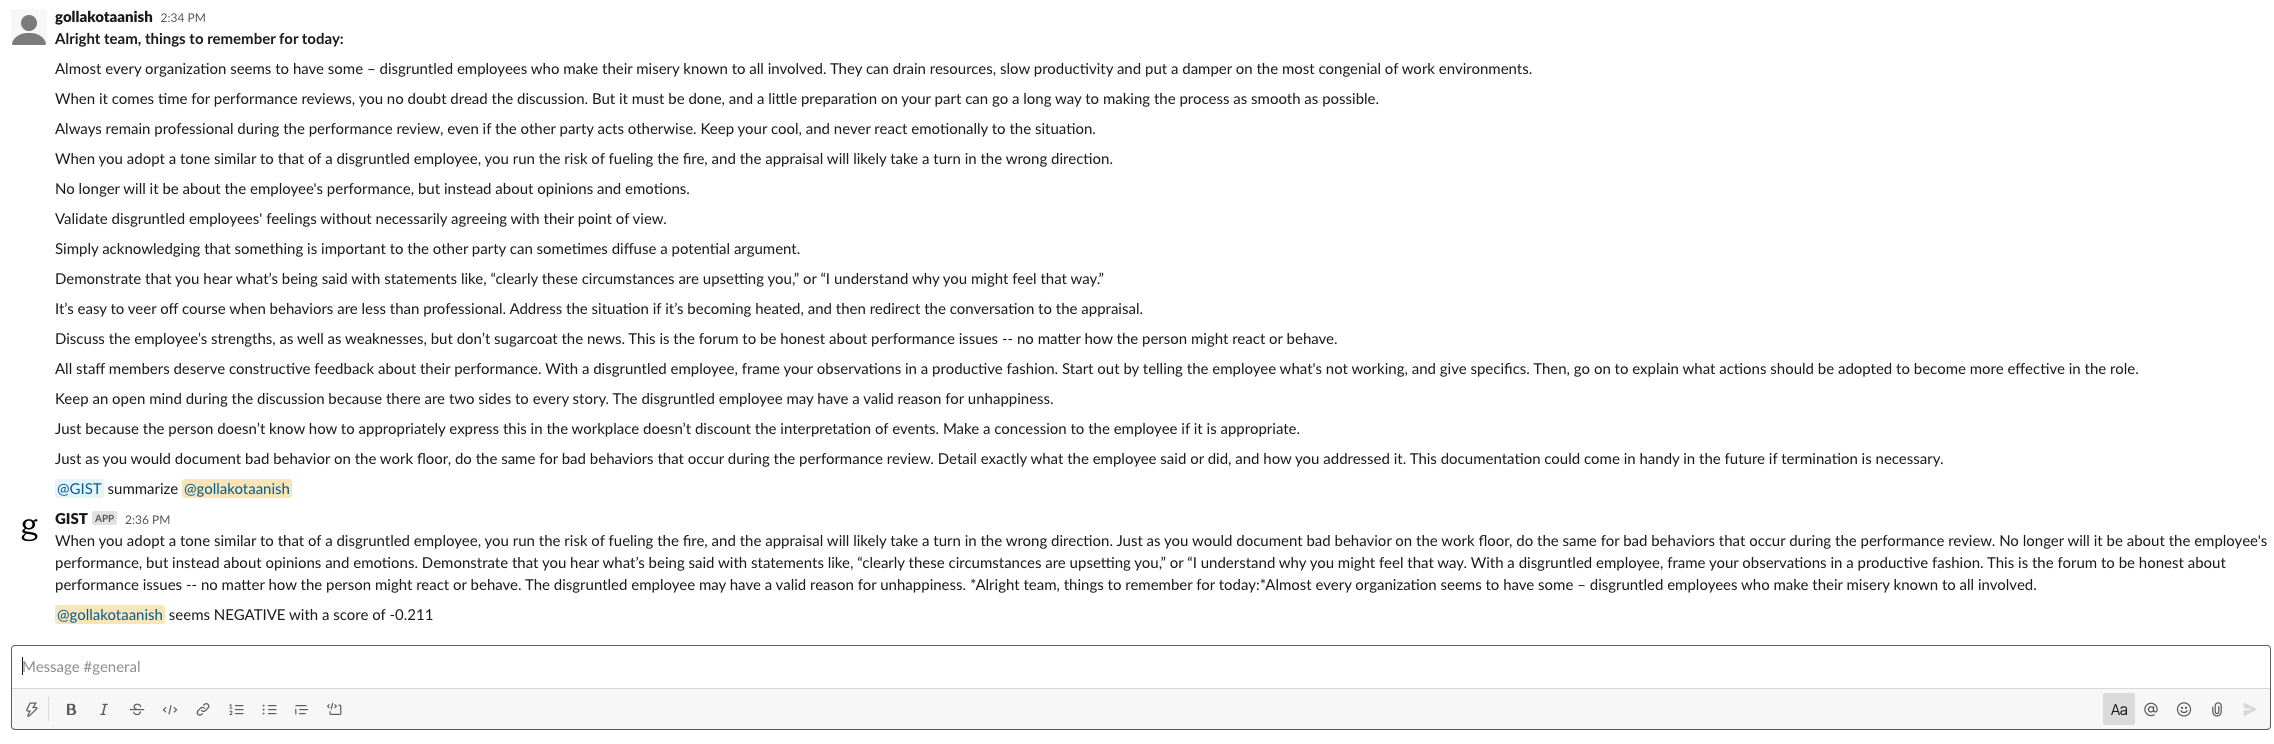 gollakotaanish 2:34 PM
Alright team, things to remember for today:
Almost every organization seems to have some – disgruntled employees who make their misery known to all involved. They can drain resources, slow productivity and put a damper on the most congenial of work environments.
When it comes time for performance reviews, you no doubt dread the discussion. But it must be done, and a little preparation on your part can go a long way to making the process as smooth as possible.
Always remain professional during the performance review, even if the other party acts otherwise. Keep your cool, and never react emotionally to the situation.
When you adopt a tone similar to that of a disgruntled employee, you run the risk of fueling the fire, and the appraisal will likely take a turn in the wrong direction.
No longer will it be about the employee's performance, but instead about opinions and emotions.
Validate disgruntled employees' feelings without necessarily agreeing with their point of view.
Simply acknowledging that something is important to the other party can sometimes diffuse a potential argument.
Demonstrate that you hear what’s being said with statements like, “clearly these circumstances are upsetting you,” or “I understand why you might feel that way.”
It’s easy to veer off course when behaviors are less than professional. Address the situation if it’s becoming heated, and then redirect the conversation to the appraisal.
Discuss the employee’s strengths, as well as weaknesses, but don’t sugarcoat the news. This is the forum to be honest about performance issues -- no matter how the person might react or behave.
All staff members deserve constructive feedback about their performance. With a disgruntled employee, frame your observations in a productive fashion. Start out by telling the employee what's not working, and give specifics. Then, go on to explain what actions should be adopted to become more effective in the role.
Keep an open mind during the discussion because there are two sides to every story. The disgruntled employee may have a valid reason for unhappiness.
Just because the person doesn’t know how to appropriately express this in the workplace doesn’t discount the interpretation of events. Make a concession to the employee if it is appropriate.
Just as you would document bad behavior on the work floor, do the same for bad behaviors that occur during the performance review. Detail exactly what the employee said or did, and how you addressed it. This documentation could come in handy in the future if termination is necessary.
@GIST summarize @gollakotaanish
g
GIST APP 2:36 PM
When you adopt a tone similar to that of a disgruntled employee, you run the risk of fueling the fire, and the appraisal will likely take a turn in the wrong direction. Just as you would document bad behavior on the work floor, do the same for bad behaviors that occur during the performance review. No longer will it be about the employee's
performance, but instead about opinions and emotions. Demonstrate that you hear what’s being said with statements like, “clearly these circumstances are upsetting you,” or “I understand why you might feel that way. With a disgruntled employee, frame your observations in a productive fashion. This is the forum to be honest about
performance issues -- no matter how the person might react or behave. The disgruntled employee may have a valid reason for unhappiness. *Alright team, things to remember for today:*Almost every organization seems to have some – disgruntled employees who make their misery known to all involved.
@gollakotaanish seems NEGATIVE with a score of -0.211
Message #general
B I S </> Aa @